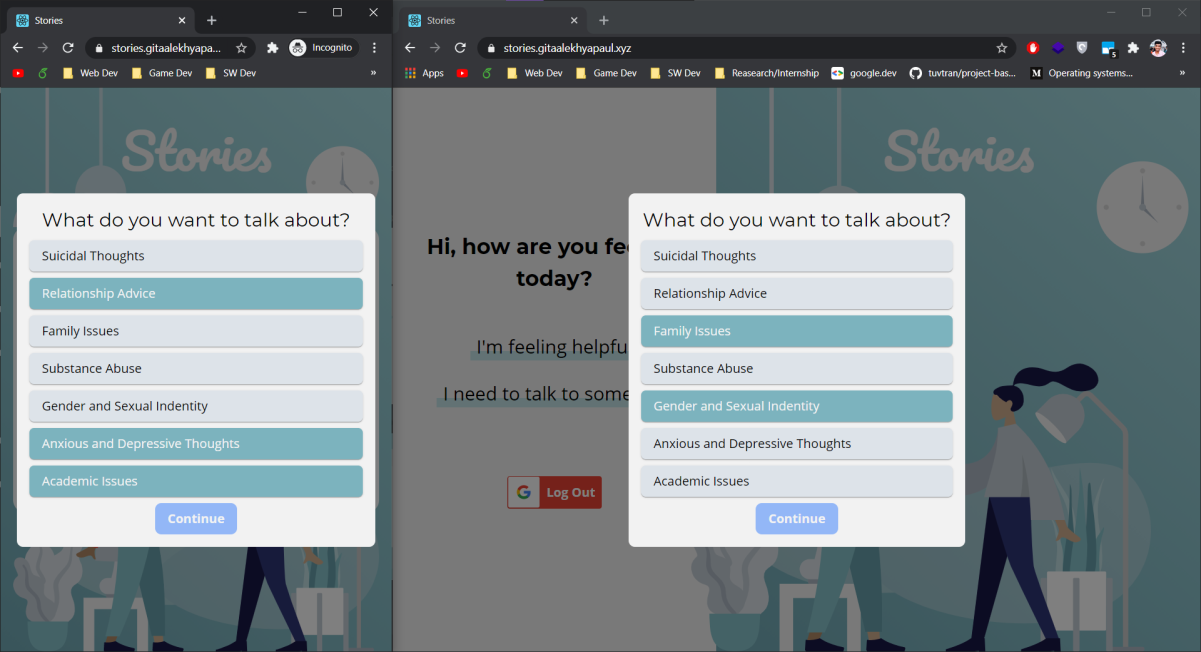 Stories
stories.gitaalekhyapa...
Incognito
Web Dev
Game Dev
SW Dev
»
Stories
What do you want to talk about?
Suicidal Thoughts
Relationship Advice
Family Issues
Substance Abuse
Gender and Sexual Indentity
Anxious and Depressive Thoughts
Academic Issues
Continue
Stories
stories.gitaalekhyapaul.xyz
5
Apps
Web Dev
Game Dev
SW Dev
Reasearch/Internship
google.dev
tuvtran/project-bas...
M Operating systems...
»
Stories
Hi, how are you fee
today?
I'm feeling helpfu
I need to talk to some
G Log Out
What do you want to talk about?
Suicidal Thoughts
Relationship Advice
Family Issues
Substance Abuse
Gender and Sexual Indentity
Anxious and Depressive Thoughts
Academic Issues
Continue